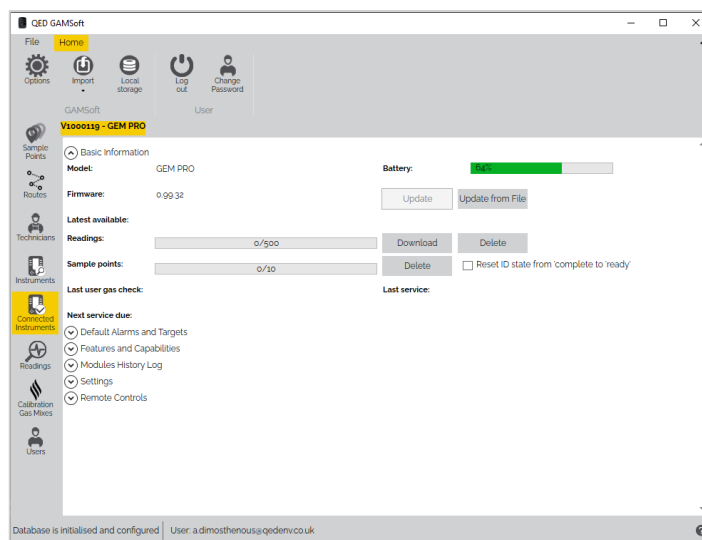 QED GAMSoft
File Home
Options Import Local storage Log out Change Password
GAMSoft User
V1000119 - GEM PRO
Sample Points
Routes
Technicians
Instruments
Connected Instruments
Readings
Calibration Gas Mixes
Users
Basic Information
Model: GEM PRO Battery: 64%
Firmware: 0.99.32 Update Update from File
Latest available:
Readings: 0/500 Download Delete
Sample points: 0/10 Delete Reset ID state from 'complete to 'ready'
Last user gas check: Last service:
Next service due:
Default Alarms and Targets
Features and Capabilities
Modules History Log
Settings
Remote Controls
Database is initialised and configured User: a.dimosthenous@qedenv.co.uk